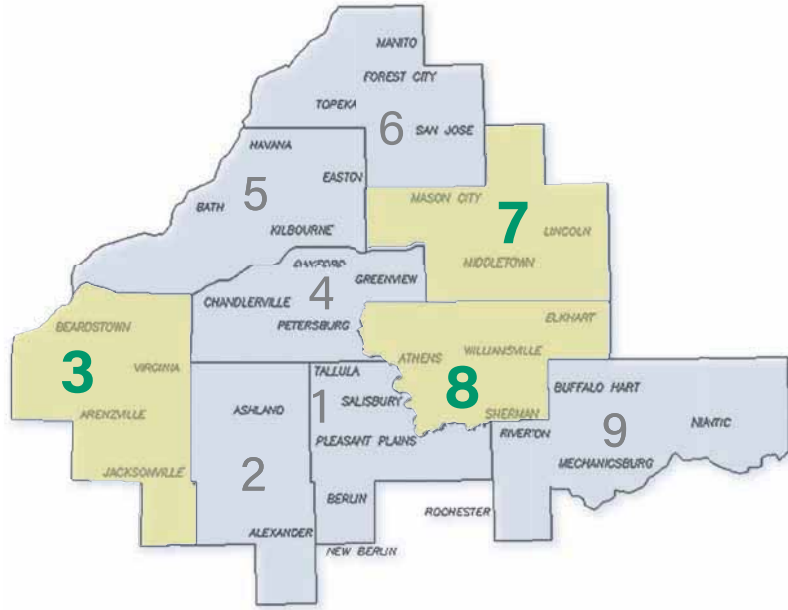 MANITO
FOREST CITY
TOPEKA
6
SAN JOSE
HAVANA
EASTON
5
BATH
KILBOURNE
MASON CITY
7
LINCOLN
MIDDLETOWN
GREENVIEW
CHANDLERVILLE
4
PETERSBURG
BEARDSTOWN
3
VIRGINIA
ARENZVILLE
JACKSONVILLE
ELKHART
ATHENS
WILLIAMSVILLE
8
SHERMAN
TALLULA
1
SALISBURY
PLEASANT PLAINS
ASHLAND
2
BERLIN
ALEXANDER
NEW BERLIN
ROCHESTER
RIVERTON
BUFFALO HART
9
NIANTIC
MECHANICSBURG